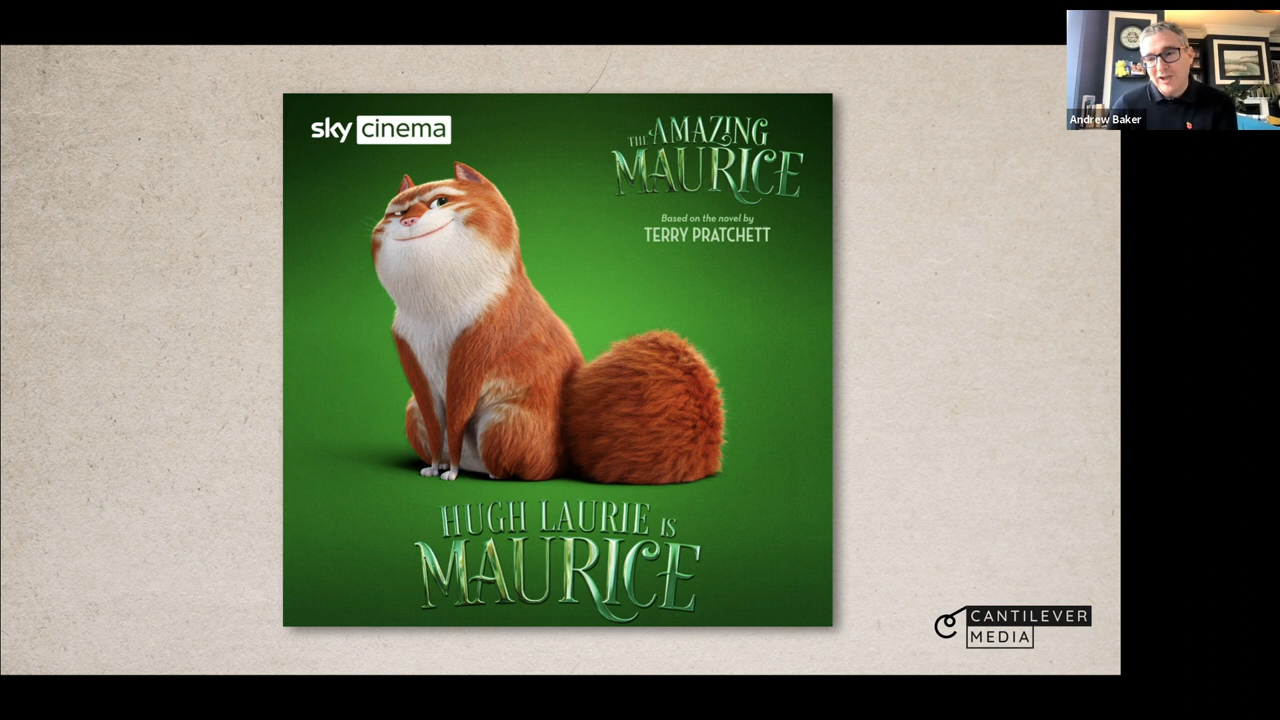 sky cinema
THE AMAZING
MAURICE
Based on the novel by
TERRY PRATCHETT
HUGH LAURIE IS
MAURICE
CANTILEVER
MEDIA
Andrew Baker